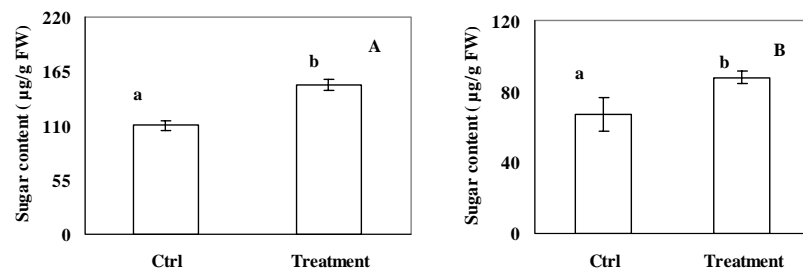 Sugar content ( μg/g FW)
220
165
110
55
0
a
b
A
Ctrl
Treatment
Sugar content ( μg/g FW)
120
80
40
0
a
b
B
Ctrl
Treatment